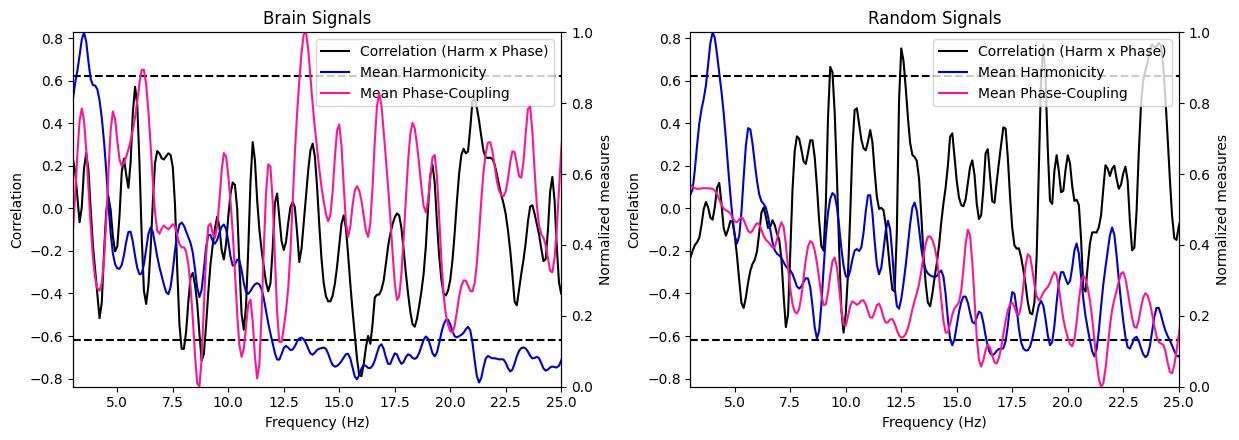 Brain Signals
Correlation (Harm x Phase)
Mean Harmonicity
Mean Phase-Coupling
0.8
0.6
0.4
0.2
0.0
−0.2
−0.4
−0.6
−0.8
Correlation
1.0
0.8
0.6
0.4
0.2
0.0
Normalized measures
5.0 7.5 10.0 12.5 15.0 17.5 20.0 22.5 25.0
Frequency (Hz)
Random Signals
Correlation (Harm x Phase)
Mean Harmonicity
Mean Phase-Coupling
0.8
0.6
0.4
0.2
0.0
−0.2
−0.4
−0.6
−0.8
Correlation
1.0
0.8
0.6
0.4
0.2
0.0
Normalized measures
5.0 7.5 10.0 12.5 15.0 17.5 20.0 22.5 25.0
Frequency (Hz)